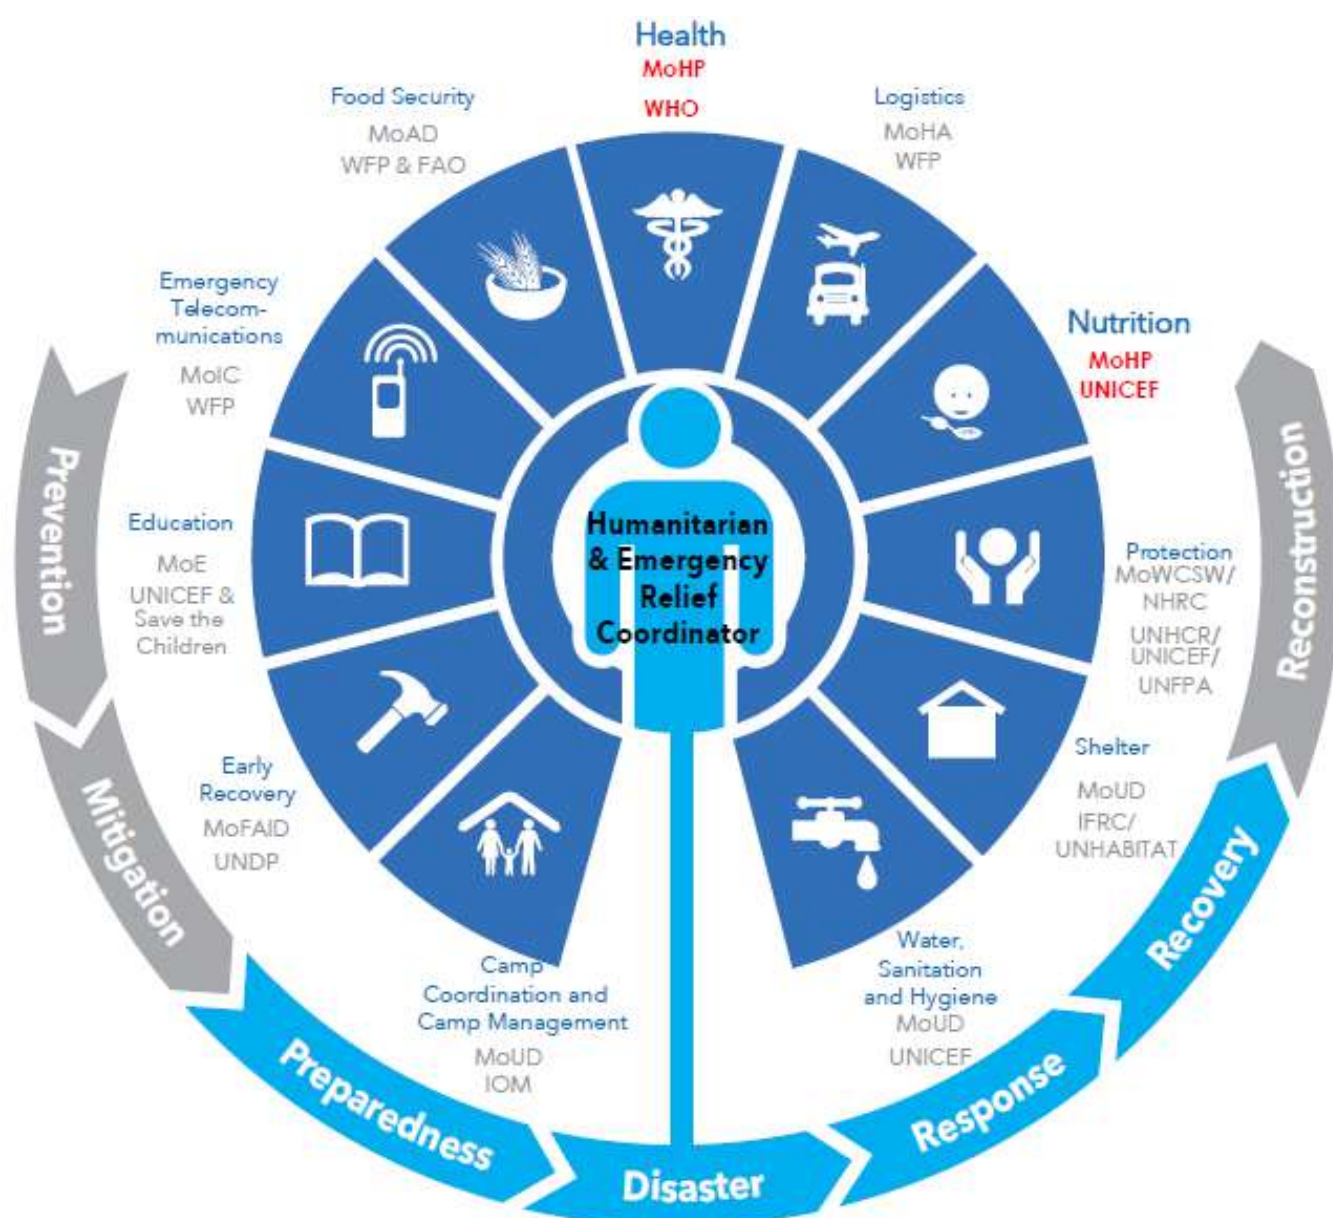 Health
MoHP
WHO
Food Security
MoAD
WFP & FAO
Logistics
MoHA
WFP
Emergency
Telecom-
munications
MoIC
WFP
Nutrition
MoHP
UNICEF
Education
MoE
UNICEF &
Save the
Children
Humanitarian
& Emergency
Relief
Coordinator
Protection
MoWCSW/
NHRC
UNHCR/
UNICEF/
UNFPA
Early
Recovery
MoFAID
UNDP
Shelter
MoUD
IFRC/
UNHABITAT
Camp
Coordination and
Camp Management
MoUD
IOM
Water,
Sanitation
and Hygiene
MoUD
UNICEF
Prevention
Mitigation
Preparedness
Disaster
Response
Recovery
Reconstruction